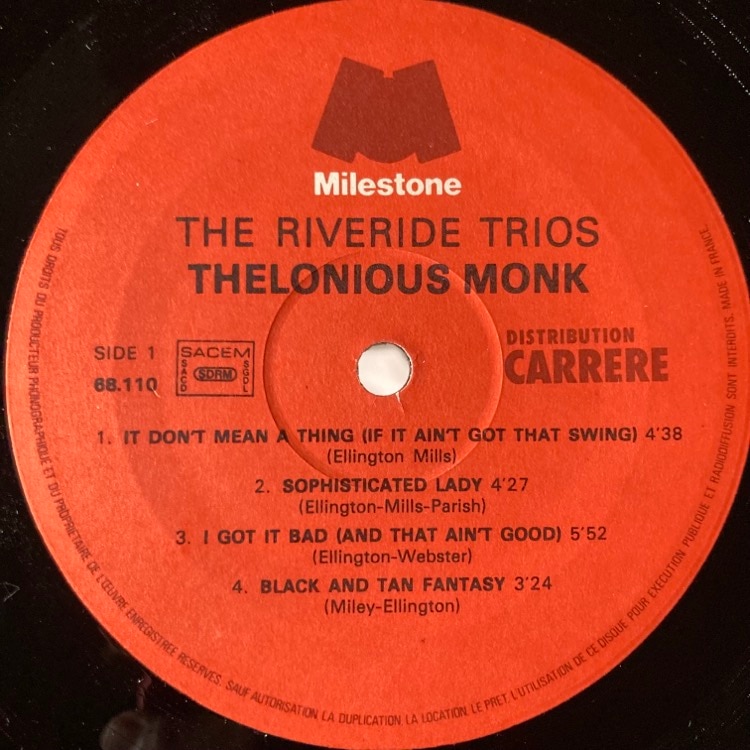 Milestone
THE RIVERIDE TRIOS
THELONIOUS MONK
SIDE 1
68.110
SACEM
SACD
SDRM
SGDL
DISTRIBUTION
CARRERE
1. IT DON'T MEAN A THING (IF IT AIN'T GOT THAT SWING) 4'38
(Ellington Mills)
2. SOPHISTICATED LADY 4'27
(Ellington-Mills-Parish)
3. I GOT IT BAD (AND THAT AIN'T GOOD) 5'52
(Ellington-Webster)
4. BLACK AND TAN FANTASY 3'24
(Miley-Ellington)
TOUS DROITS DU PRODUCTEUR PHONOGRAPHIQUE ET DU PROPRIETAIRE DE L'ŒUVRE ENREGISTREE RESERVES. SAUF AUTORISATION LA DUPLICATION LA LOCATION, LE PRET, L'UTILISATION DE CE DISQUE POUR EXECUTION PUBLIQUE ET RADIODIFFUSION SONT INTERDITS. MADE IN FRANCE.